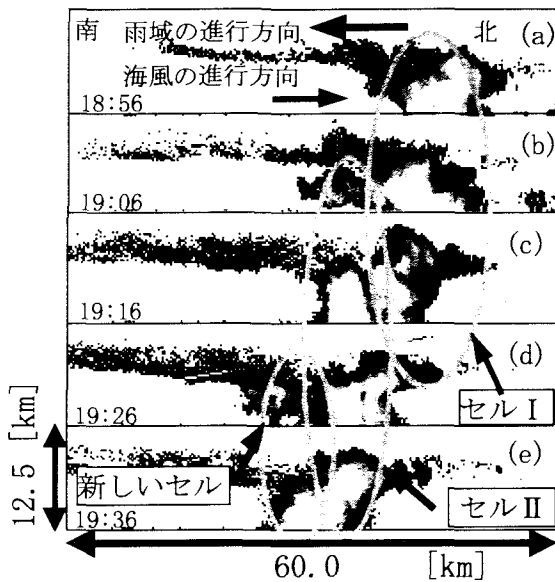 南 雨域の進行方向 北 (a)
海風の進行方向
18:56
(b)
19:06
(c)
19:16
(d)
19:26
セルⅠ
(e)
新しいセル
セルⅡ
19:36
12.5 [km]
60.0 [km]